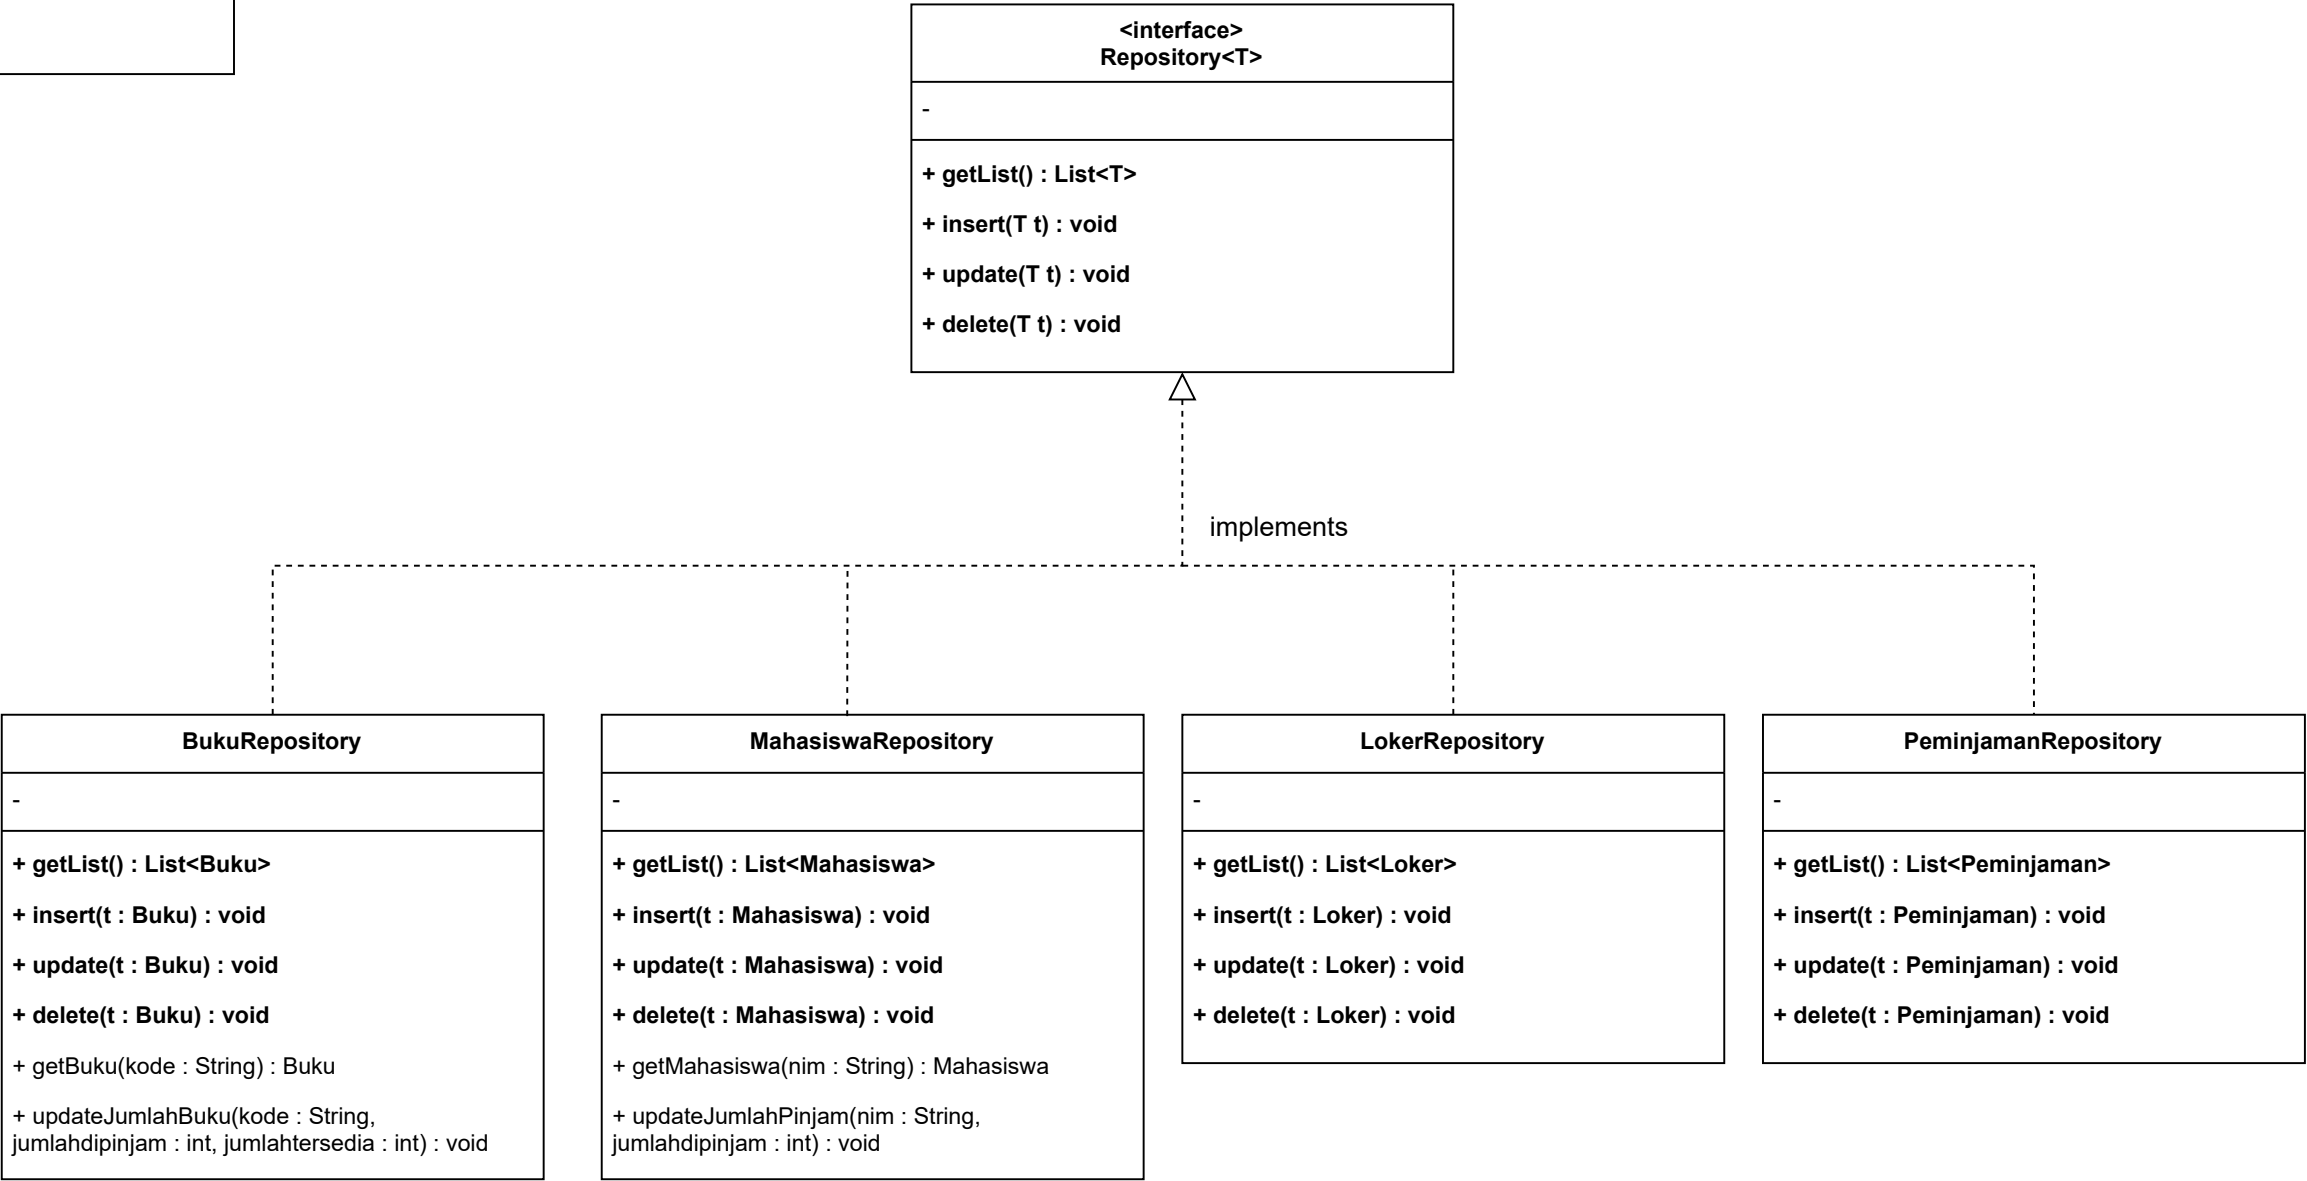 <interface>
Repository<T>
-
+ getList() : List<T>
+ insert(T t) : void
+ update(T t) : void
+ delete(T t) : void
implements
BukuRepository
-
+ getList() : List<Buku>
+ insert(t : Buku) : void
+ update(t : Buku) : void
+ delete(t : Buku) : void
+ getBuku(kode : String) : Buku
+ updateJumlahBuku(kode : String,
jumlahdipinjam : int, jumlahtersedia : int) : void
MahasiswaRepository
-
+ getList() : List<Mahasiswa>
+ insert(t : Mahasiswa) : void
+ update(t : Mahasiswa) : void
+ delete(t : Mahasiswa) : void
+ getMahasiswa(nim : String) : Mahasiswa
+ updateJumlahPinjam(nim : String,
jumlahdipinjam : int) : void
LokerRepository
-
+ getList() : List<Loker>
+ insert(t : Loker) : void
+ update(t : Loker) : void
+ delete(t : Loker) : void
PeminjamanRepository
-
+ getList() : List<Peminjaman>
+ insert(t : Peminjaman) : void
+ update(t : Peminjaman) : void
+ delete(t : Peminjaman) : void